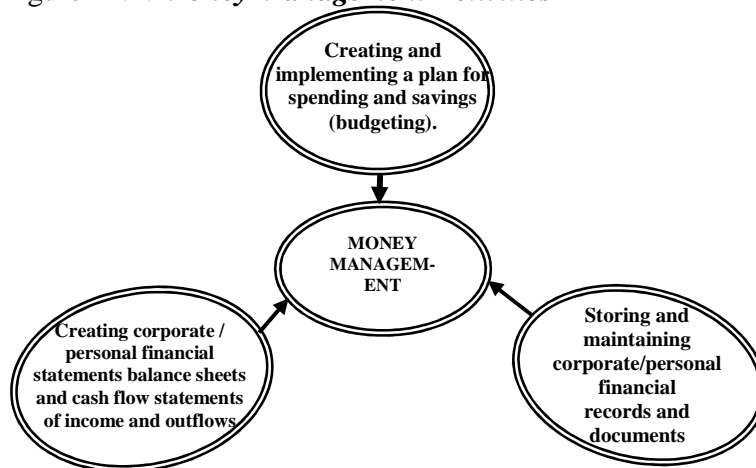 Creating and
implementing a plan for
spending and savings
(budgeting).
MONEY
MANAGEM-
ENT
Creating corporate /
personal financial
statements balance sheets
and cash flow statements
of income and outflows
Storing and
maintaining
corporate/personal
financial
records and
documents